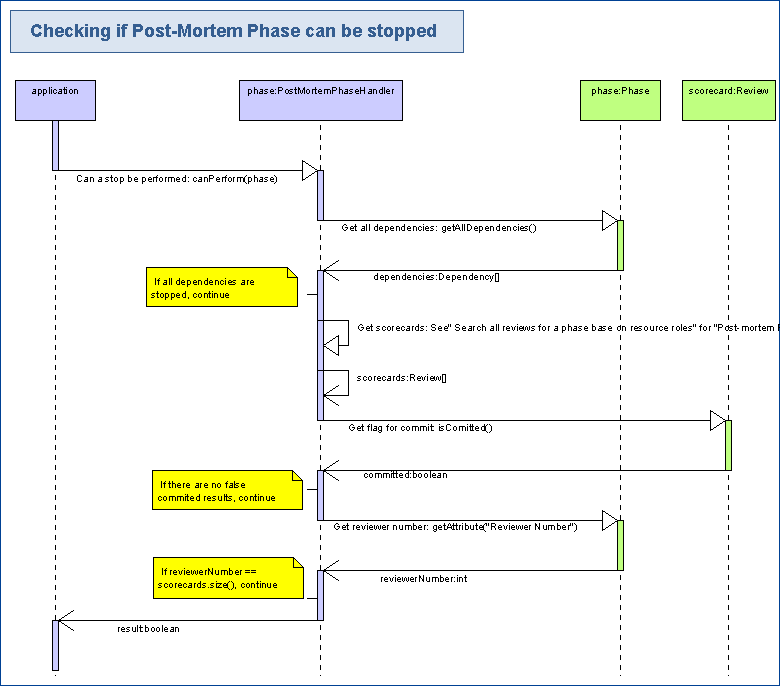 Checking if Post-Mortem Phase can be stopped
application
phase:PostMortemPhaseHandler
phase:Phase
scorecard:Review
Can a stop be performed: canPerform(phase)
Get all dependencies: getAllDependencies()
dependencies:Dependency[]
If all dependencies are
stopped, continue
Get scorecards: See" Search all reviews for a phase base on resource roles" for "Post-mortem
scorecards:Review[]
Get flag for commit: isComitted()
committed:boolean
If there are no false
commited results, continue
Get reviewer number: getAttribute("Reviewer Number")
If reviewerNumber ==
scorecards.size(), continue
reviewerNumber:int
result:boolean